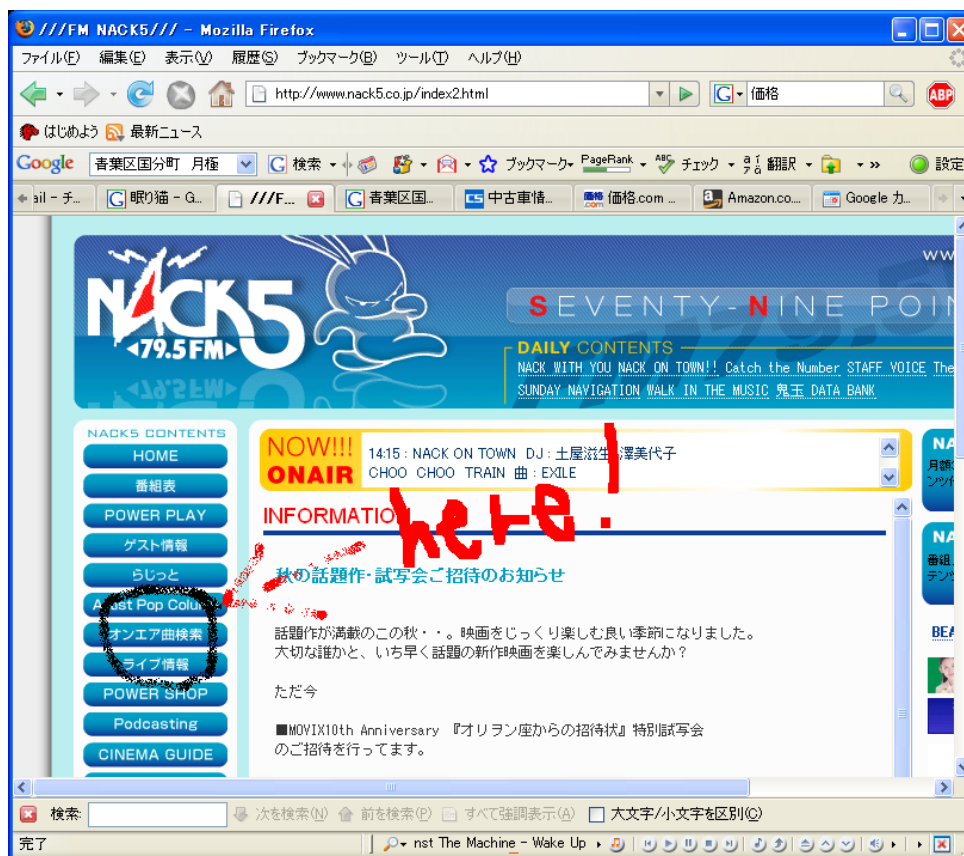 ///FM NACK5/// - Mozilla Firefox
ファイル(F) 編集(E) 表示(V) 履歴(S) ブックマーク(B) ツール(T) ヘルプ(H)
http://www.nack5.co.jp/index2.html
G 価格
ABP
はじめよう 最新ニュース
Google 青葉区国分町 月極 G 検索 ブックマーク PageRank ABC チェック 翻訳 » 設定
ail - チ... 眠り猫 - G... ///F... 青葉区国... 中古車情... 価格.com ... Amazon.co... Google カ...
WW
NACK5
79.5 FM
SEVENTY-NINE POIN
DAILY CONTENTS
NACK WITH YOU NACK ON TOWN!! Catch the Number STAFF VOICE The
SUNDAY NAVIGATION WALK IN THE MUSIC 鬼玉 DATA BANK
NACK5 CONTENTS
HOME
番組表
POWER PLAY
ゲスト情報
らじっと
Artist Pop Column
オンエア曲検索
ライブ情報
POWER SHOP
Podcasting
CINEMA GUIDE
NOW!!!
ONAIR
14:15 : NACK ON TOWN DJ : 土屋滋生 澤美代子
CHOO CHOO TRAIN 曲 : EXILE
here!
INFORMATION
秋の話題作・試写会ご招待のお知らせ
話題作が満載のこの秋・・。映画をじっくり楽しむ良い季節になりました。
大切な誰かと、いち早く話題の新作映画を楽しんでみませんか？
ただ今
■MOVIX10th Anniversary 『オリヲン座からの招待状』特別試写会
のご招待を行ってます。
NA
NA
BEA
検索: 次を検索(N) 前を検索(P) すべて強調表示(A) 大文字/小文字を区別(C)
完了
nst The Machine - Wake Up